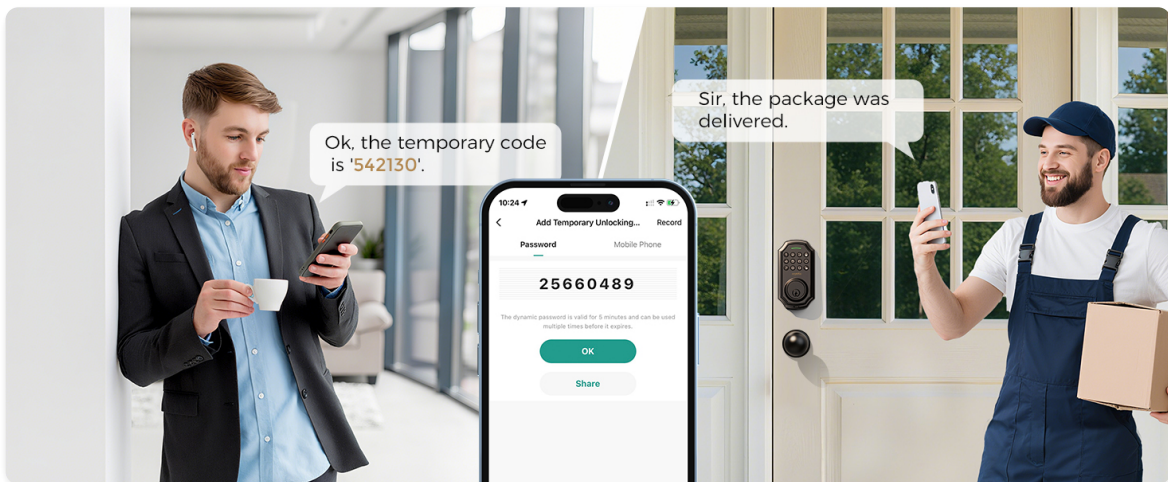 Ok, the temporary code
is '542130'.
Sir, the package was
delivered.
10:24
Add Temporary Unlocking...
Record
Password
Mobile Phone
25660489
The dynamic password is valid for 5 minutes and can be used
multiple times before it expires.
OK
Share